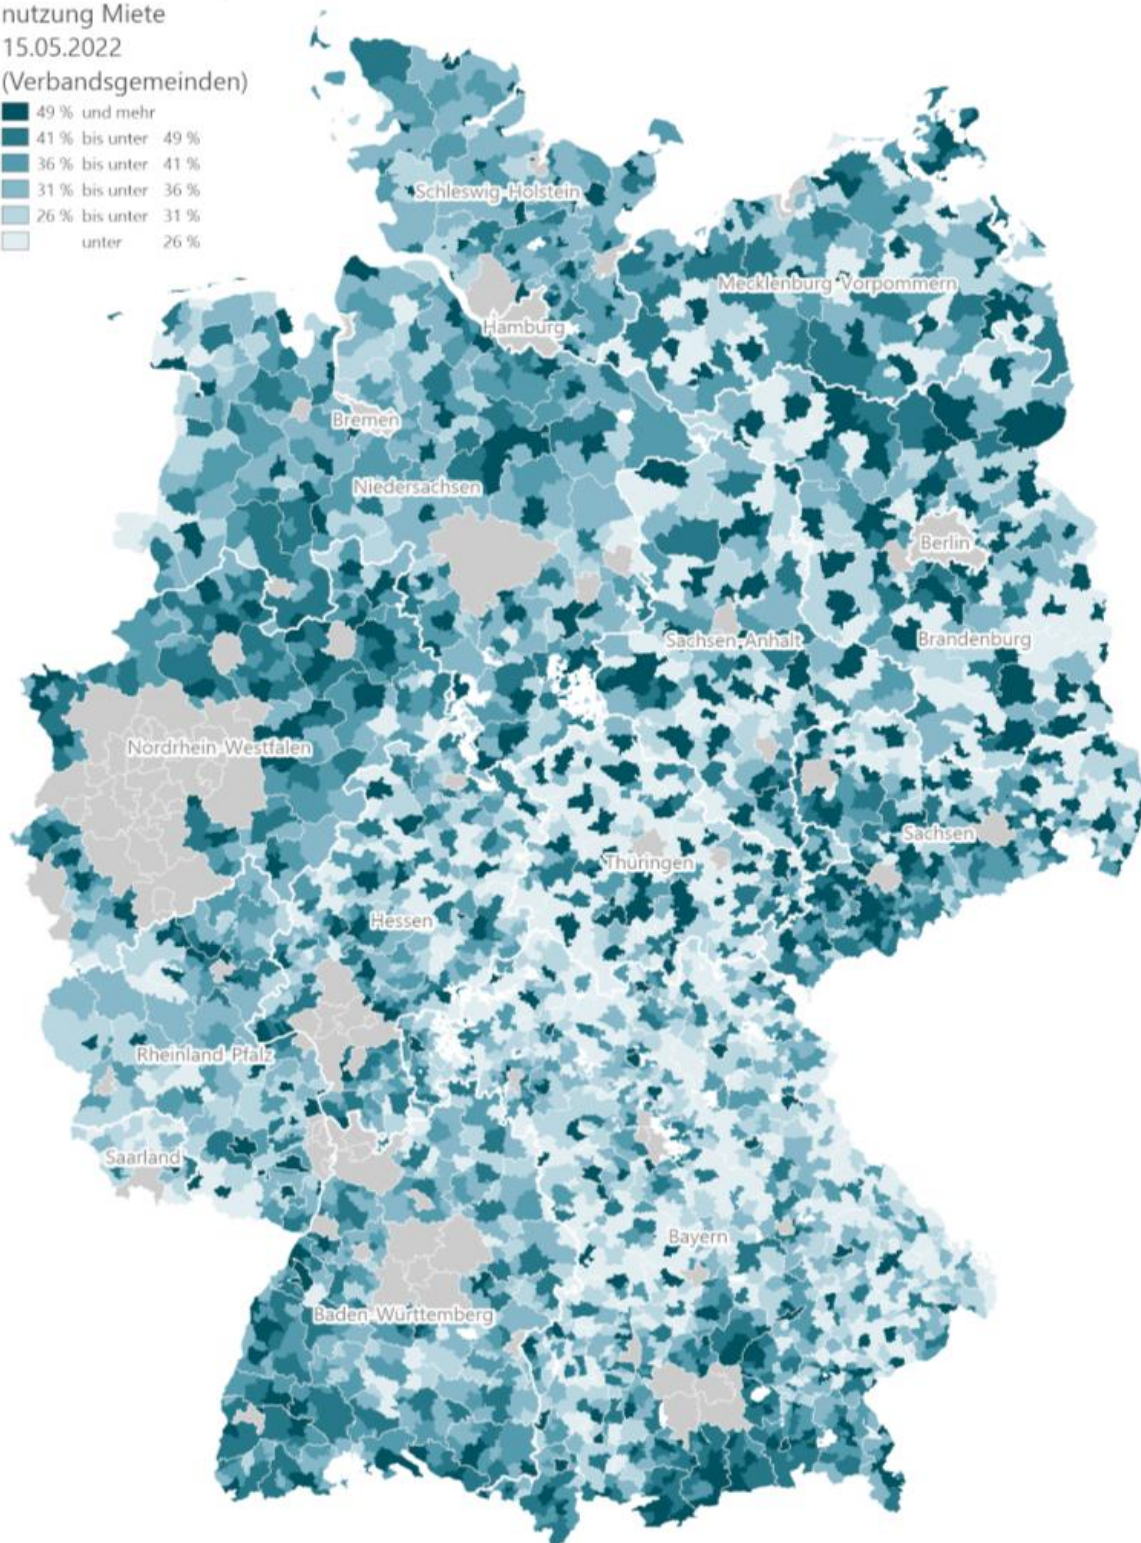 nutzung Miete
15.05.2022
(Verbandsgemeinden)
49 % und mehr
41 % bis unter 49 %
36 % bis unter 41 %
31 % bis unter 36 %
26 % bis unter 31 %
unter 26 %
Schleswig-Holstein
Mecklenburg-Vorpommern
Hamburg
Bremen
Niedersachsen
Berlin
Sachsen-Anhalt
Brandenburg
Nordrhein-Westfalen
Sachsen
Thüringen
Hessen
Rheinland-Pfalz
Saarland
Bayern
Baden-Württemberg